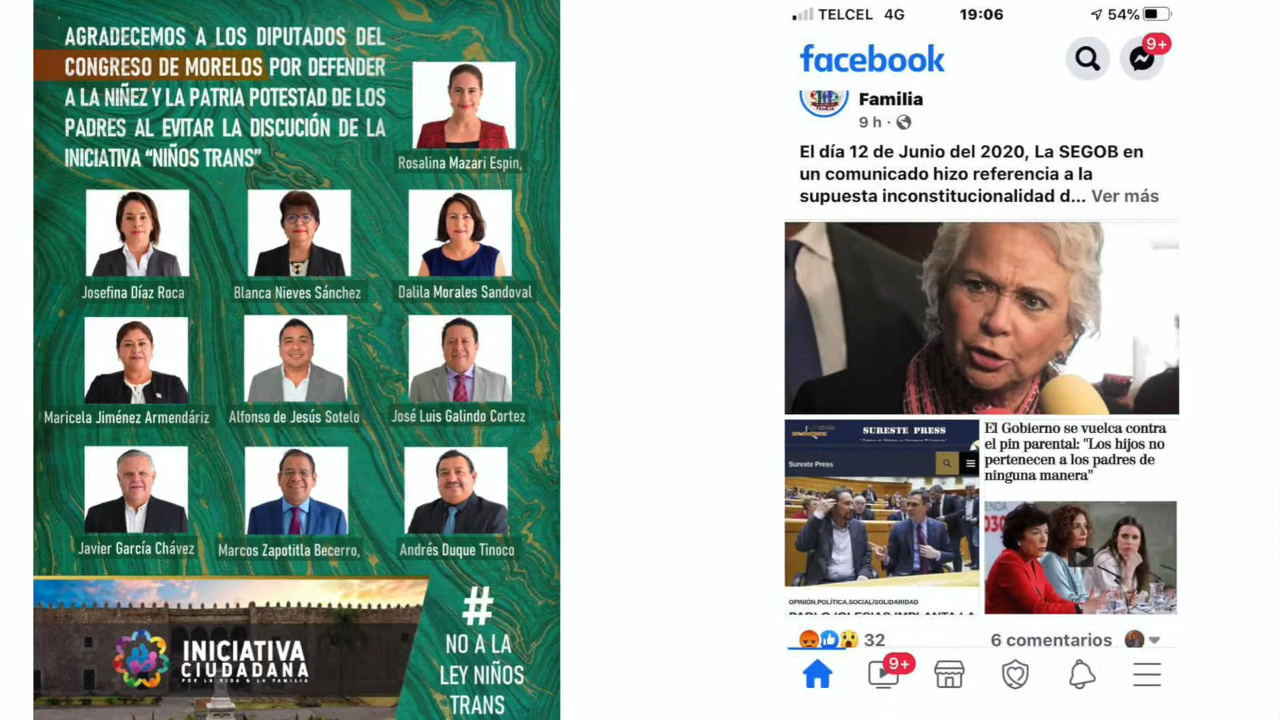 AGRADECEMOS A LOS DIPUTADOS DEL
CONGRESO DE MORELOS POR DEFENDER
A LA NIÑEZ Y LA PATRIA POTESTAD DE LOS
PADRES AL EVITAR LA DISCUCIÓN DE LA
INICIATIVA “NIÑOS TRANS”
Rosalina Mazari Espin,
Josefina Díaz Roca
Blanca Nieves Sánchez
Dalila Morales Sandoval
Maricela Jiménez Armendáriz
Alfonso de Jesús Sotelo
José Luis Galindo Cortez
Javier García Chávez
Marcos Zapotitla Becerro,
Andrés Duque Tinoco
INICIATIVA
CIUDADANA
POR LA VIDA & LA FAMILIA
#
NO A LA
LEY NIÑOS
TRANS
TELCEL 4G
19:06
54%
facebook
9+
Familia
9 h ·
El día 12 de Junio del 2020, La SEGOB en
un comunicado hizo referencia a la
supuesta inconstitucionalidad d... Ver más
SURESTE PRESS
Sureste Press
OPINIÓN,POLÍTICA,SOCIAL/SOLIDARIDAD
PABLO IGLESIAS IMPLANTA LA
El Gobierno se vuelca contra
el pin parental: "Los hijos no
pertenecen a los padres de
ninguna manera"
ENDA
030
32
6 comentarios
9+